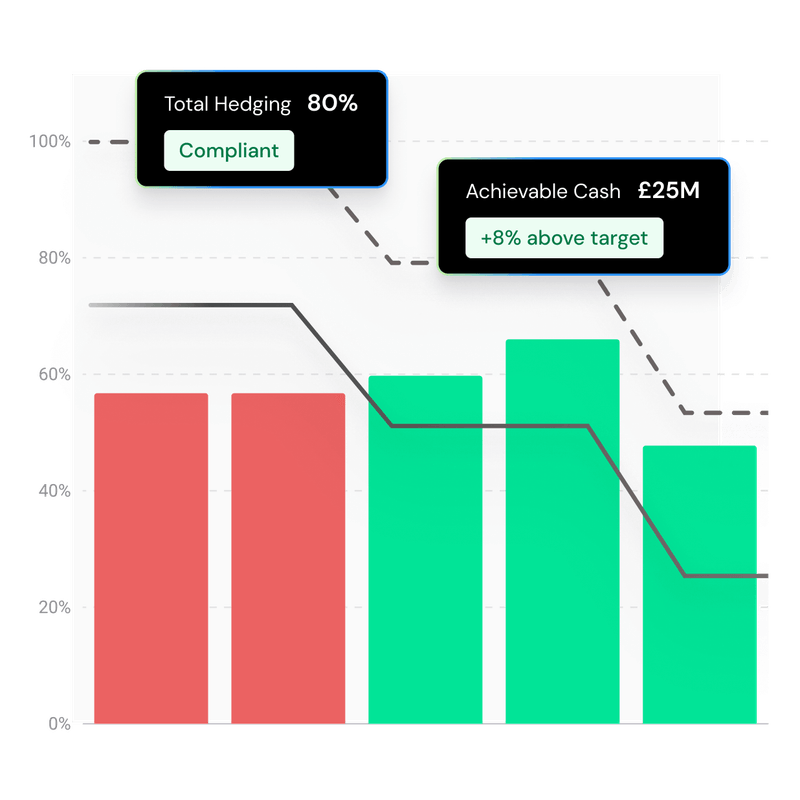 Total Hedging 80%
Compliant
100%
Achievable Cash £25M
+8% above target
80%
60%
40%
20%
0%